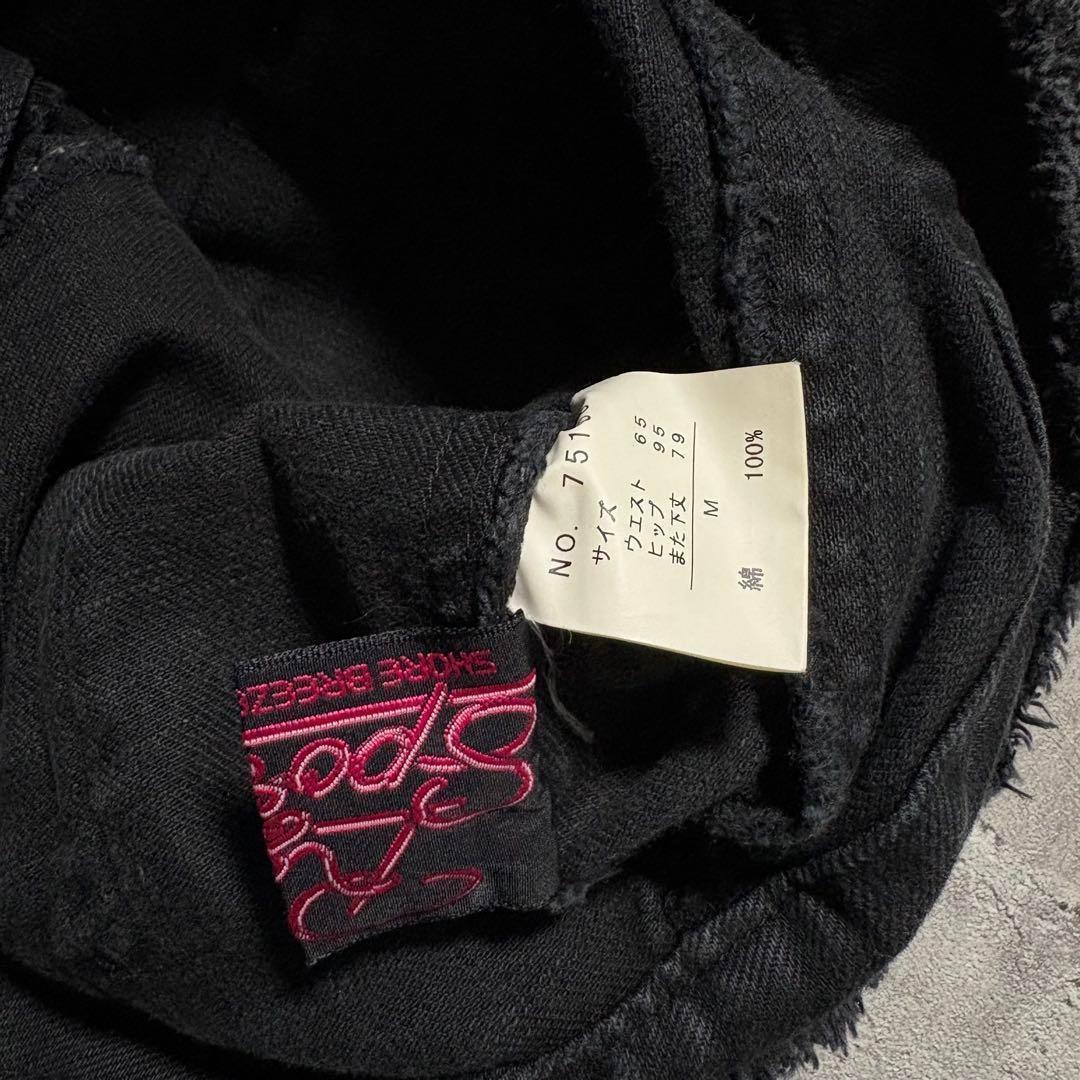 NO. 751
サイズ
ウエスト 65
ヒップ 95
また下丈 79
M
綿 100%
SHORE BREEZ